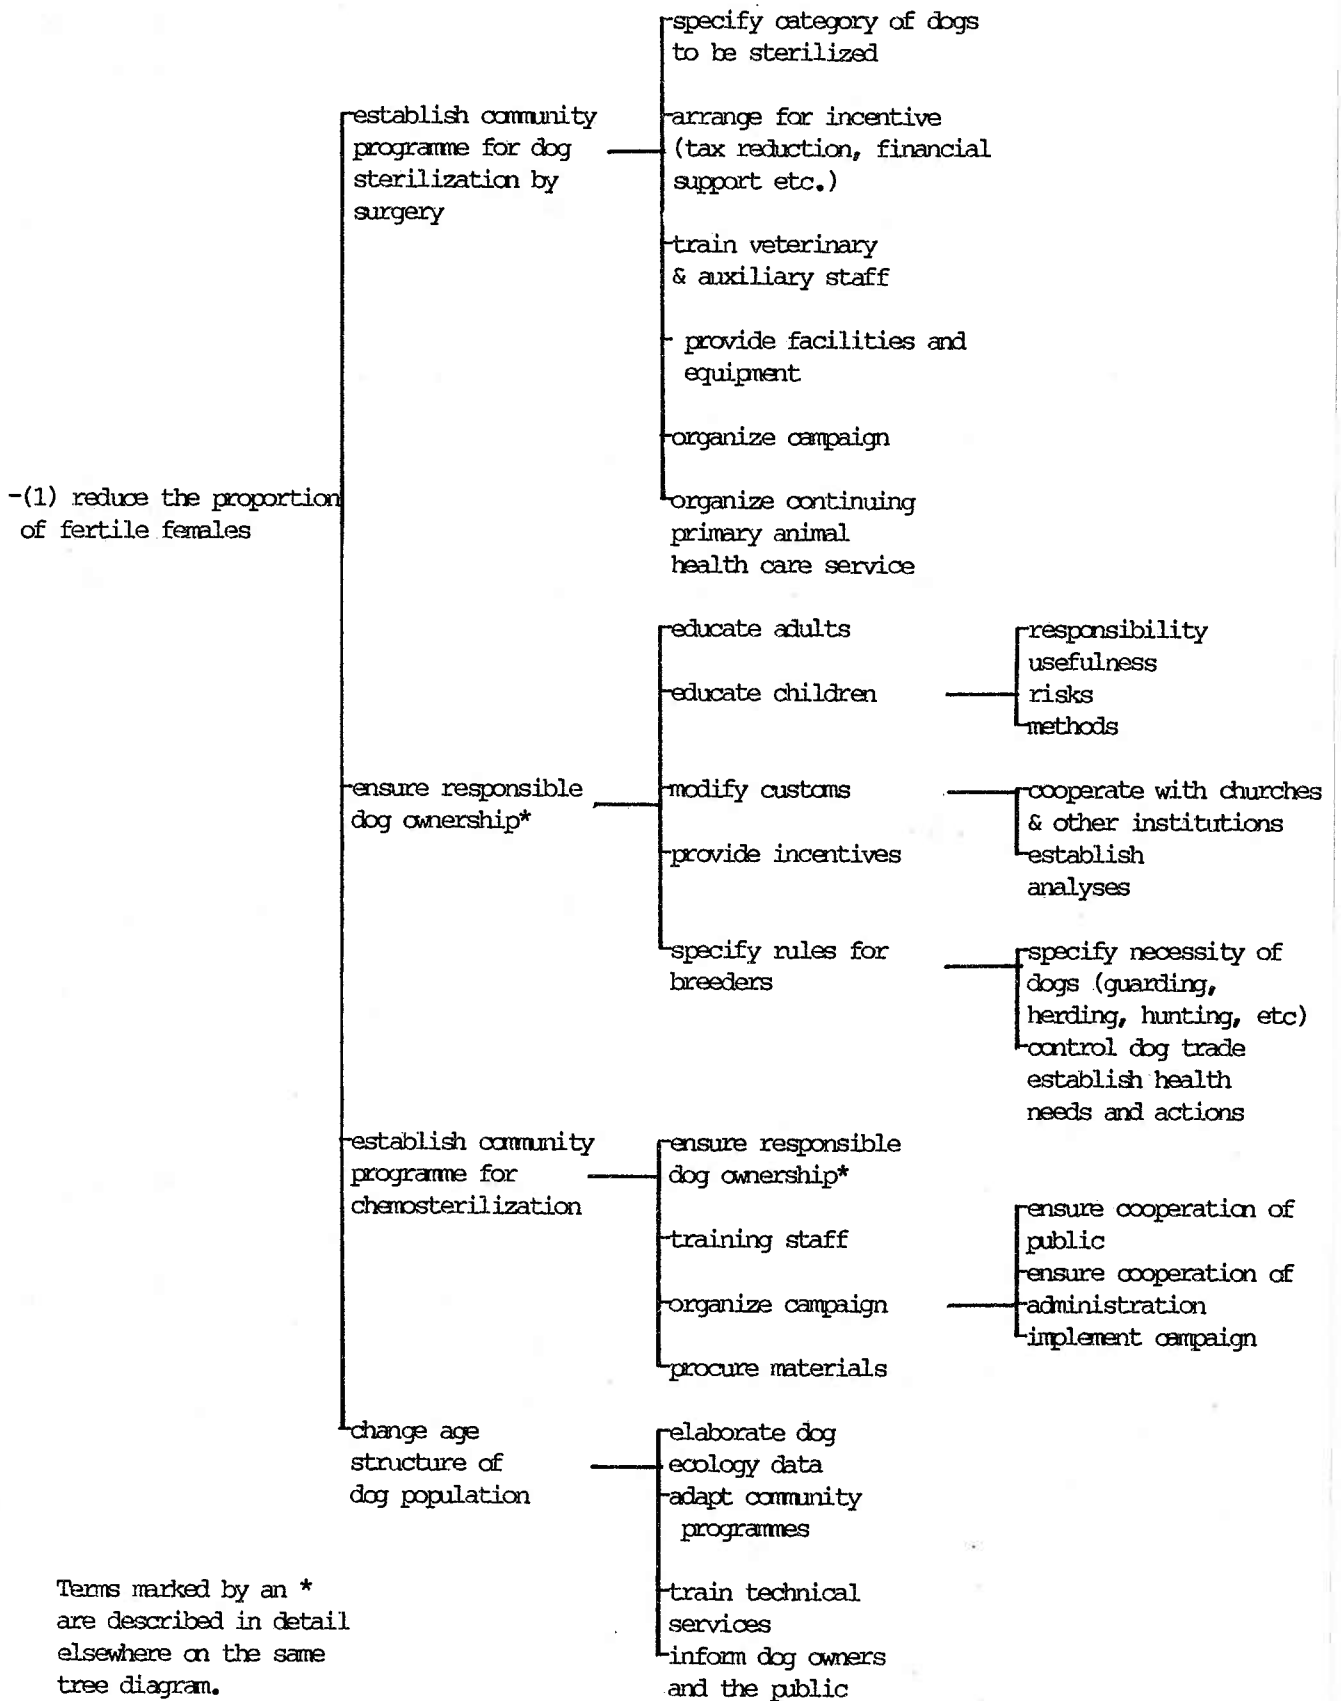 specify category of dogs
to be sterilized
establish community
programme for dog
sterilization by
surgery
arrange for incentive
(tax reduction, financial
support etc.)
train veterinary
& auxiliary staff
provide facilities and
equipment
organize campaign
-(1) reduce the proportion
of fertile females
organize continuing
primary animal
health care service
ensure responsible
dog ownership*
educate adults
educate children
responsibility
usefulness
risks
methods
modify customs
cooperate with churches
& other institutions
establish
analyses
provide incentives
specify rules for
breeders
specify necessity of
dogs (guarding,
herding, hunting, etc)
control dog trade
establish health
needs and actions
establish community
programme for
chemosterilization
ensure responsible
dog ownership*
training staff
organize campaign
ensure cooperation of
public
ensure cooperation of
administration
implement campaign
procure materials
change age
structure of
dog population
elaborate dog
ecology data
adapt community
programmes
train technical
services
inform dog owners
and the public
Terms marked by an *
are described in detail
elsewhere on the same
tree diagram.